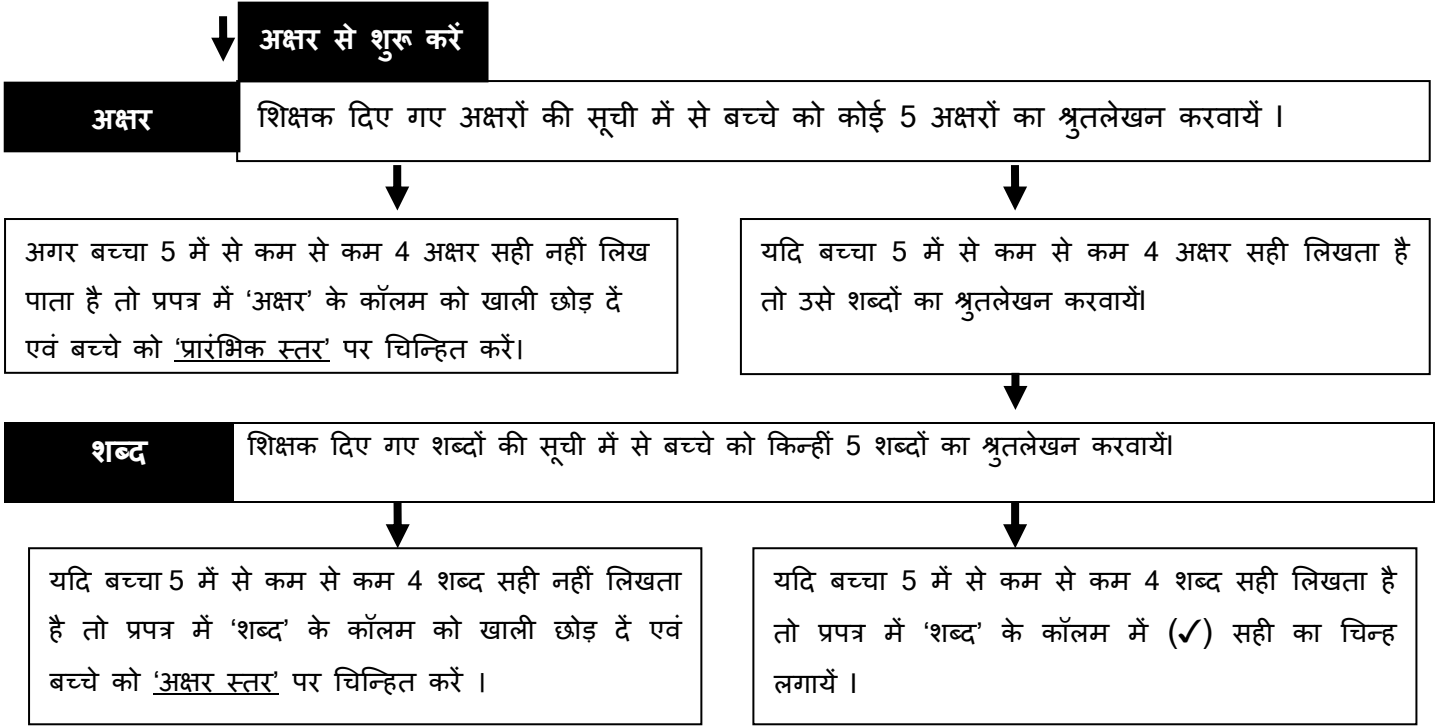 अक्षर से शुरू करें
अक्षर
शिक्षक दिए गए अक्षरों की सूची में से बच्चे को कोई 5 अक्षरों का श्रुतलेखन करवायें ।
अगर बच्चा 5 में से कम से कम 4 अक्षर सही नहीं लिख
पाता है तो प्रपत्र में ‘अक्षर’ के कॉलम को खाली छोड़ दें
एवं बच्चे को ‘प्रारंभिक स्तर’ पर चिन्हित करें।
यदि बच्चा 5 में से कम से कम 4 अक्षर सही लिखता है
तो उसे शब्दों का श्रुतलेखन करवायें।
शब्द
शिक्षक दिए गए शब्दों की सूची में से बच्चे को किन्हीं 5 शब्दों का श्रुतलेखन करवायें।
यदि बच्चा 5 में से कम से कम 4 शब्द सही नहीं लिखता
है तो प्रपत्र में ‘शब्द’ के कॉलम को खाली छोड़ दें एवं
बच्चे को ‘अक्षर स्तर’ पर चिन्हित करें ।
यदि बच्चा 5 में से कम से कम 4 शब्द सही लिखता है
तो प्रपत्र में ‘शब्द’ के कॉलम में (✓) सही का चिन्ह
लगायें ।